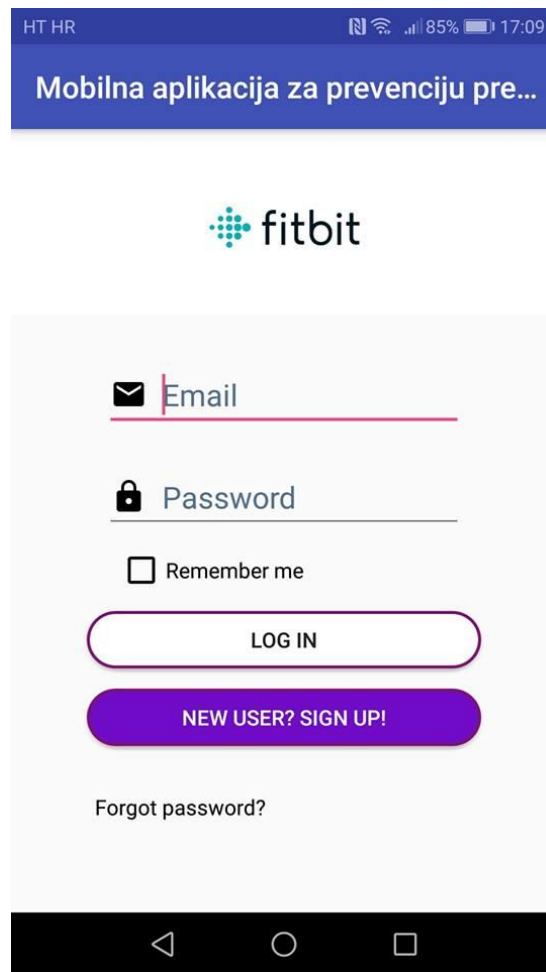 HT HR 85% 17:09
Mobilna aplikacija za prevenciju pre...
fitbit
Email
Password
Remember me
LOG IN
NEW USER? SIGN UP!
Forgot password?